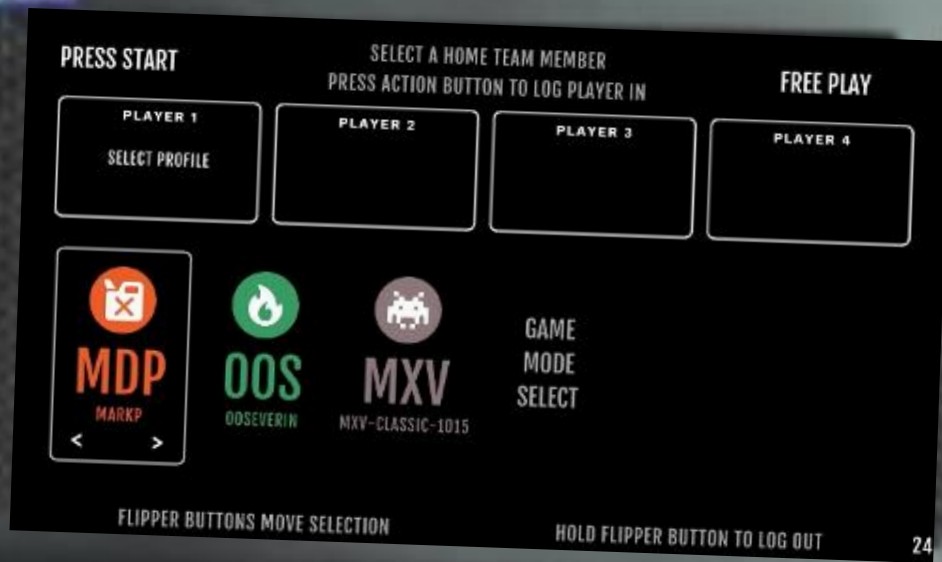 PRESS START
SELECT A HOME TEAM MEMBER
PRESS ACTION BUTTON TO LOG PLAYER IN
FREE PLAY
PLAYER 1
SELECT PROFILE
PLAYER 2
PLAYER 3
PLAYER 4
MDP
MARKP
< >
OOS
OOSEVERIN
MXV
MXV-CLASSIC-1015
GAME
MODE
SELECT
FLIPPER BUTTONS MOVE SELECTION
HOLD FLIPPER BUTTON TO LOG OUT
24